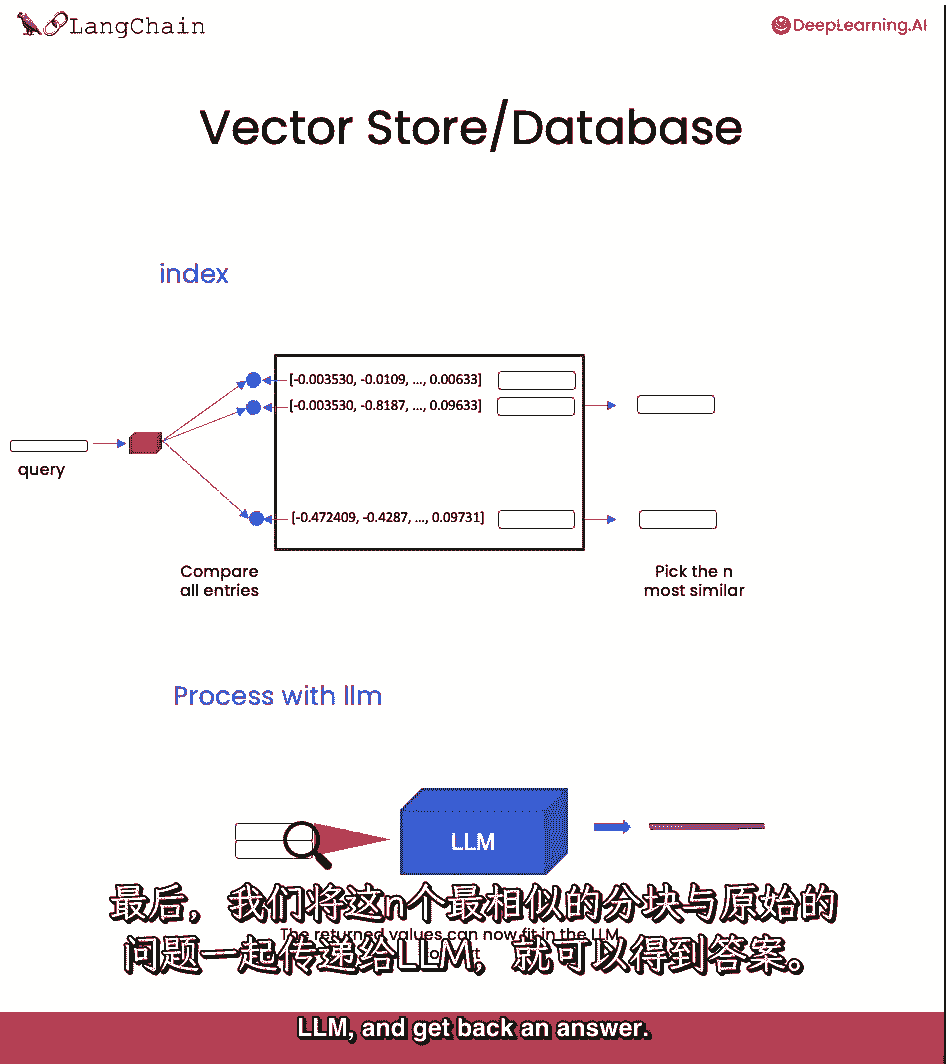 LangChain
DeepLearning.AI
Vector Store/Database
index
[-0.003530, -0.0109, ..., 0.00633]
[-0.003530, -0.8187, ..., 0.09633]
query
[-0.472409, -0.4287, ..., 0.09731]
Compare
all entries
Pick the n
most similar
Process with llm
LLM
最后，我们将这n个最相似的分块与原始的
The returned values can now fit in the LLM
问题一起传递给LLM，就可以得到答案。
LLM, and get back an answer.